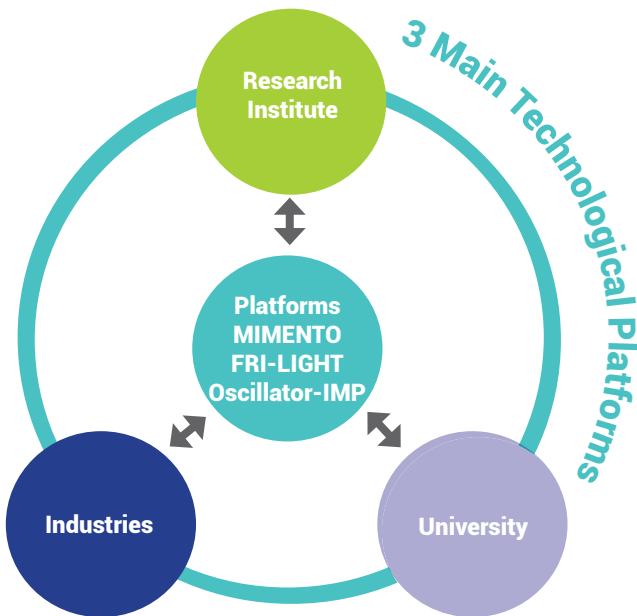 3 Main Technological Platforms
Research
Institute
Platforms
MIMENTO
FRI-LIGHT
Oscillator-IMP
Industries
University